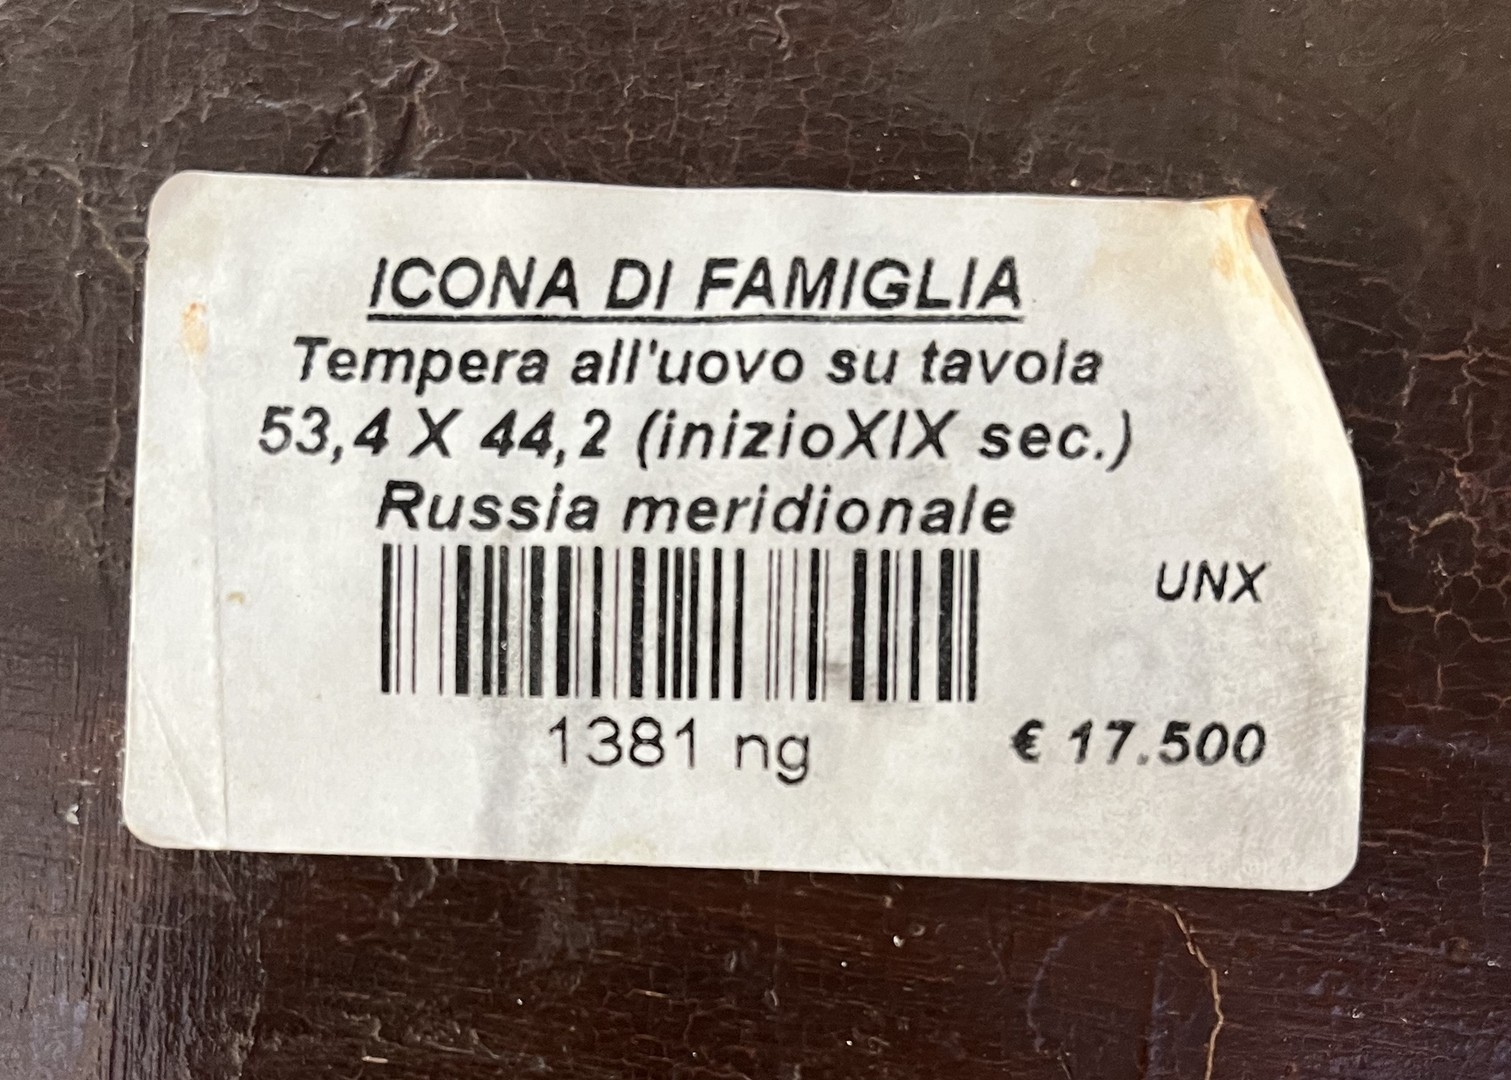 ICONA DI FAMIGLIA
Tempera all'uovo su tavola
53,4 X 44,2 (inizioXIX sec.)
Russia meridionale
UNX
1381 ng
€ 17.500